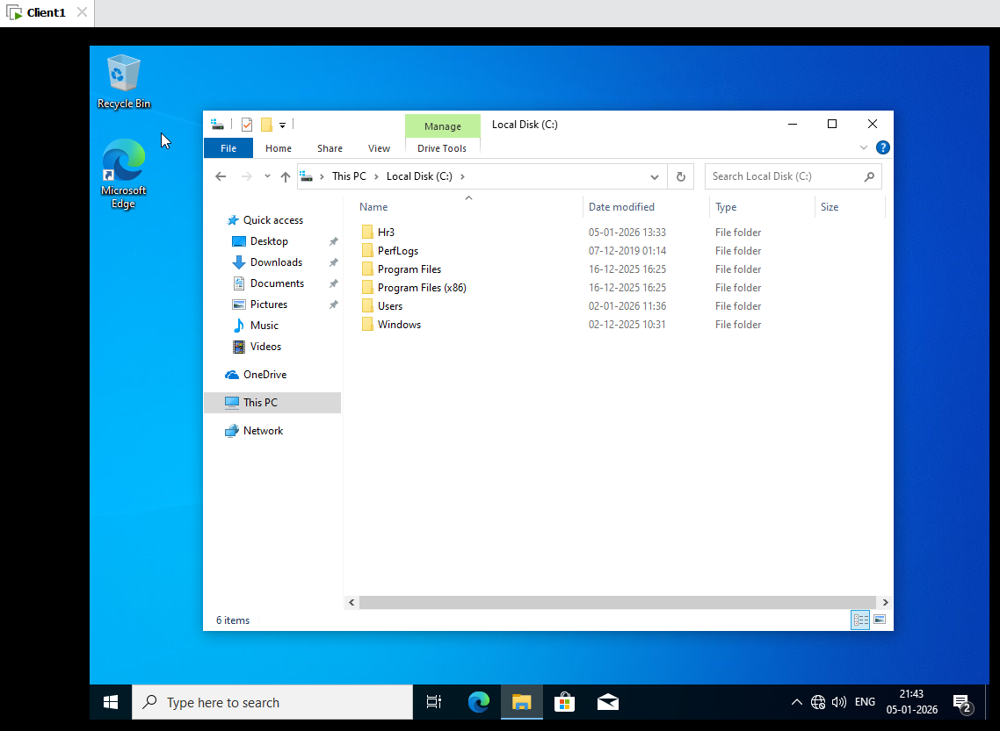 Client1
Recycle Bin
Microsoft
Edge
Manage
Local Disk (C:)
File
Home
Share
View
Drive Tools
?
This PC
Local Disk (C:)
Search Local Disk (C:)
Quick access
Desktop
Downloads
Documents
Pictures
Music
Videos
OneDrive
This PC
Network
Name Date modified Type Size
Hr3 05-01-2026 13:33 File folder
PerfLogs 07-12-2019 01:14 File folder
Program Files 16-12-2025 16:25 File folder
Program Files (x86) 16-12-2025 16:25 File folder
Users 02-01-2026 11:36 File folder
Windows 02-12-2025 10:31 File folder
6 items
Type here to search
ENG
21:43
05-01-2026
2